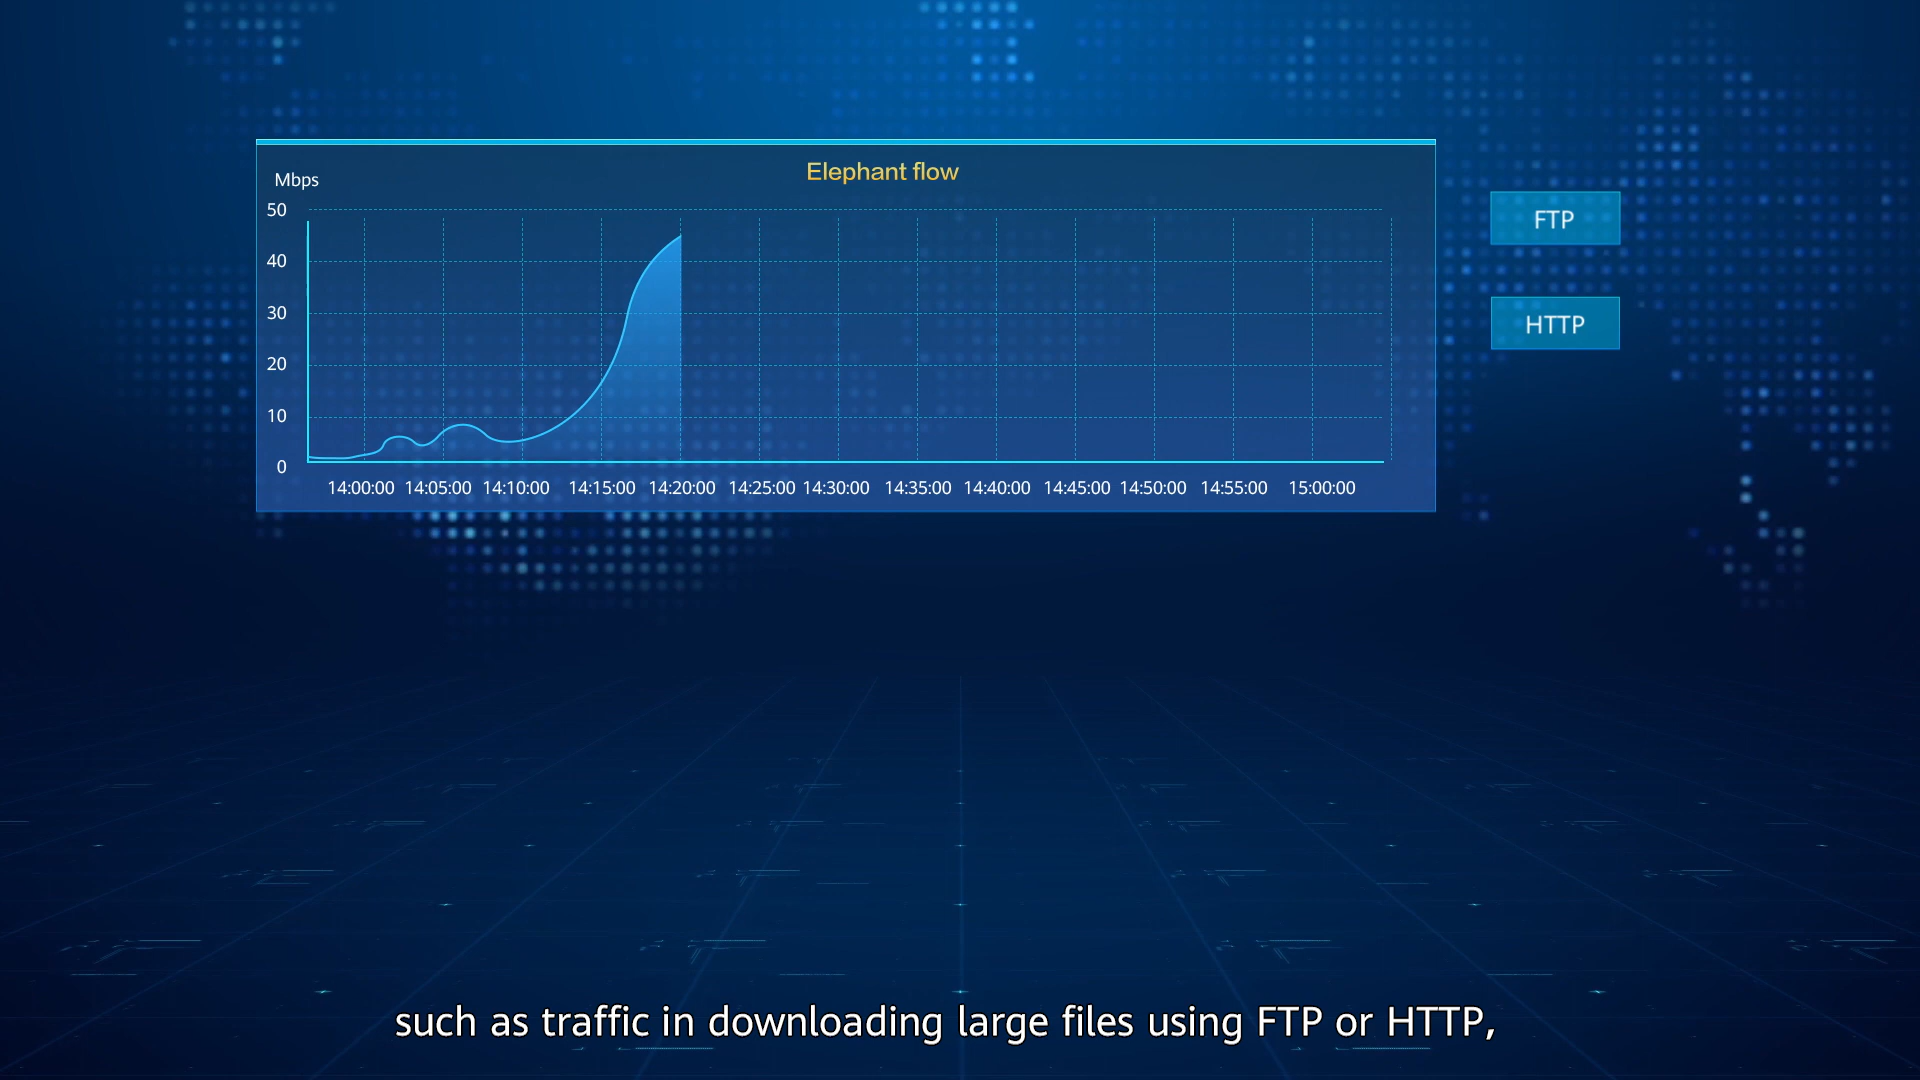 Elephant flow
Mbps
50
40
30
20
10
0
14:00:00 14:05:00 14:10:00 14:15:00 14:20:00 14:25:00 14:30:00 14:35:00 14:40:00 14:45:00 14:50:00 14:55:00 15:00:00
FTP
HTTP
such as traffic in downloading large files using FTP or HTTP,